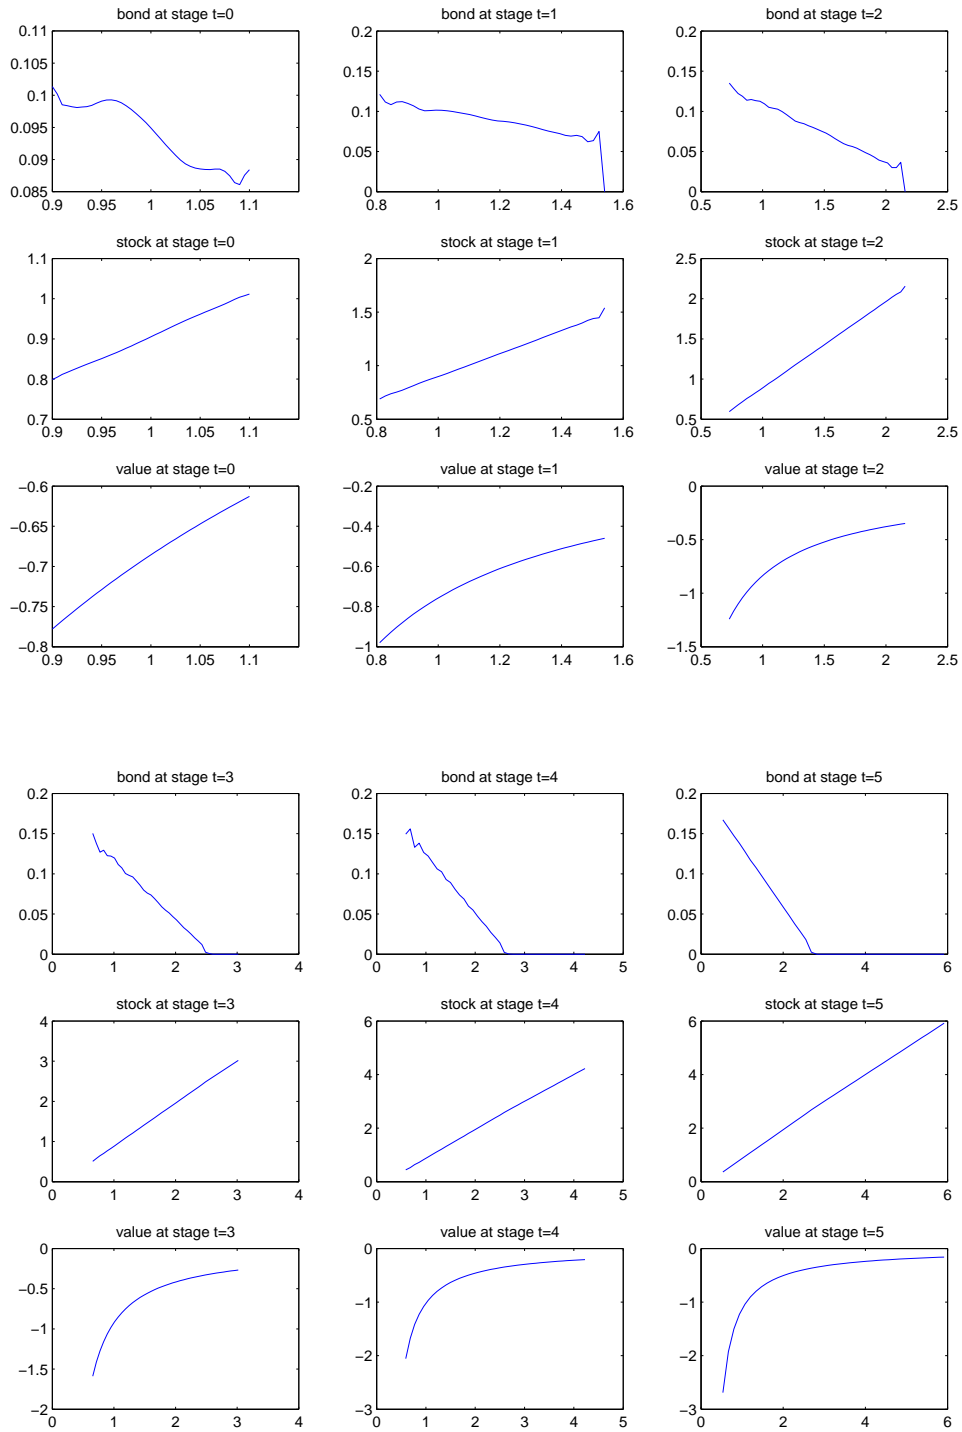 bond at stage t=0 bond at stage t=1 bond at stage t=2
0.11 0.2 0.2
0.105 0.15 0.15
0.1 0.1 0.1
0.095
0.09 0.05 0.05
0.085 0 0
0.9 0.95 1 1.05 1.1 0.8 1 1.2 1.4 1.6 0.5 1 1.5 2 2.5
stock at stage t=0 stock at stage t=1 stock at stage t=2
1.1 2 2.5
1 1.5 2
0.9 1.5
0.8 1 1
0.7 0.5 0.5
0.9 0.95 1 1.05 1.1 0.8 1 1.2 1.4 1.6 0.5 1 1.5 2 2.5
value at stage t=0 value at stage t=1 value at stage t=2
−0.6 −0.2 0
−0.65 −0.4 −0.5
−0.7 −0.6
−0.75 −0.8 −1
−0.8 −1 −1.5
0.9 0.95 1 1.05 1.1 0.8 1 1.2 1.4 1.6 0.5 1 1.5 2 2.5
bond at stage t=3 bond at stage t=4 bond at stage t=5
0.2 0.2 0.2
0.15 0.15 0.15
0.1 0.1 0.1
0.05 0.05 0.05
0 0 0
0 1 2 3 4 0 1 2 3 4 5 0 2 4 6
stock at stage t=3 stock at stage t=4 stock at stage t=5
4 6 6
3 4 4
2
1 2 2
0 0 0
0 1 2 3 4 0 1 2 3 4 5 0 2 4 6
value at stage t=3 value at stage t=4 value at stage t=5
0 0 0
−0.5 −1 −1
−1
−1.5 −2 −2
−2 −3 −3
0 1 2 3 4 0 1 2 3 4 5 0 2 4 6